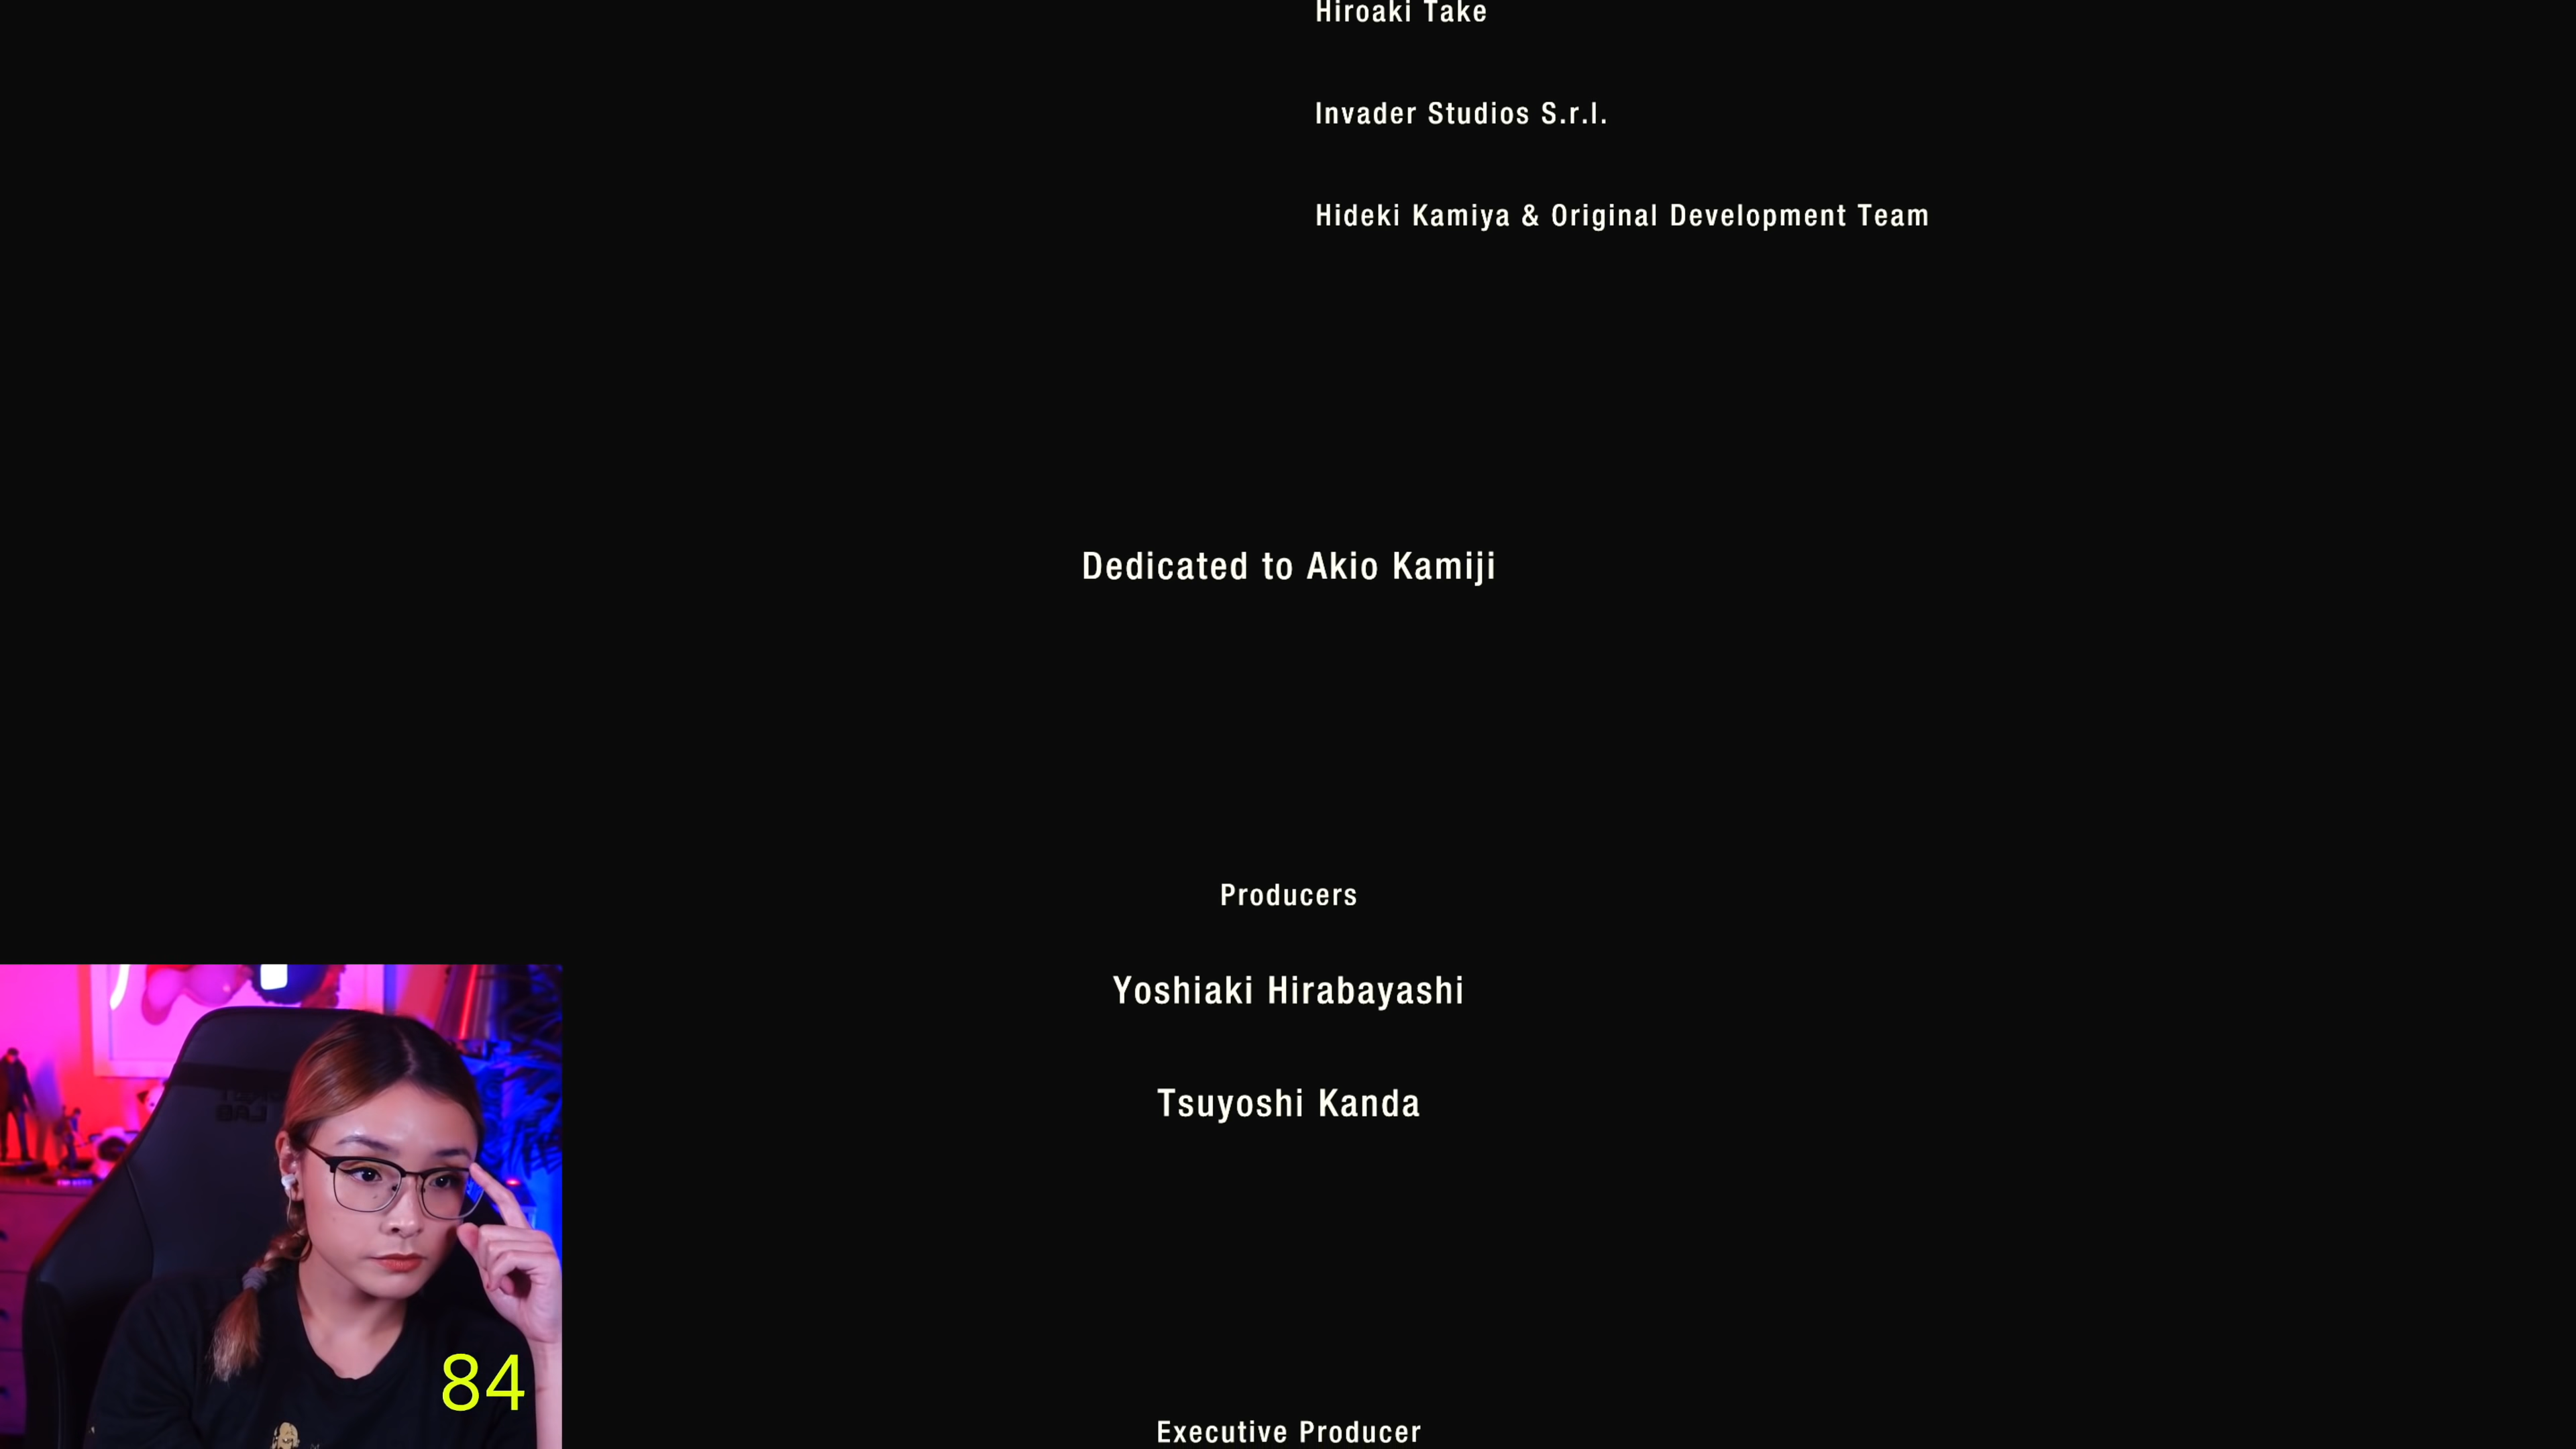 Hiroaki Take
Invader Studios S.r.l.
Hideki Kamiya & Original Development Team
Dedicated to Akio Kamiji
Producers
Yoshiaki Hirabayashi
Tsuyoshi Kanda
84
Executive Producer